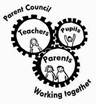 Parent Council
Teachers
Pupils
Parents
Working together